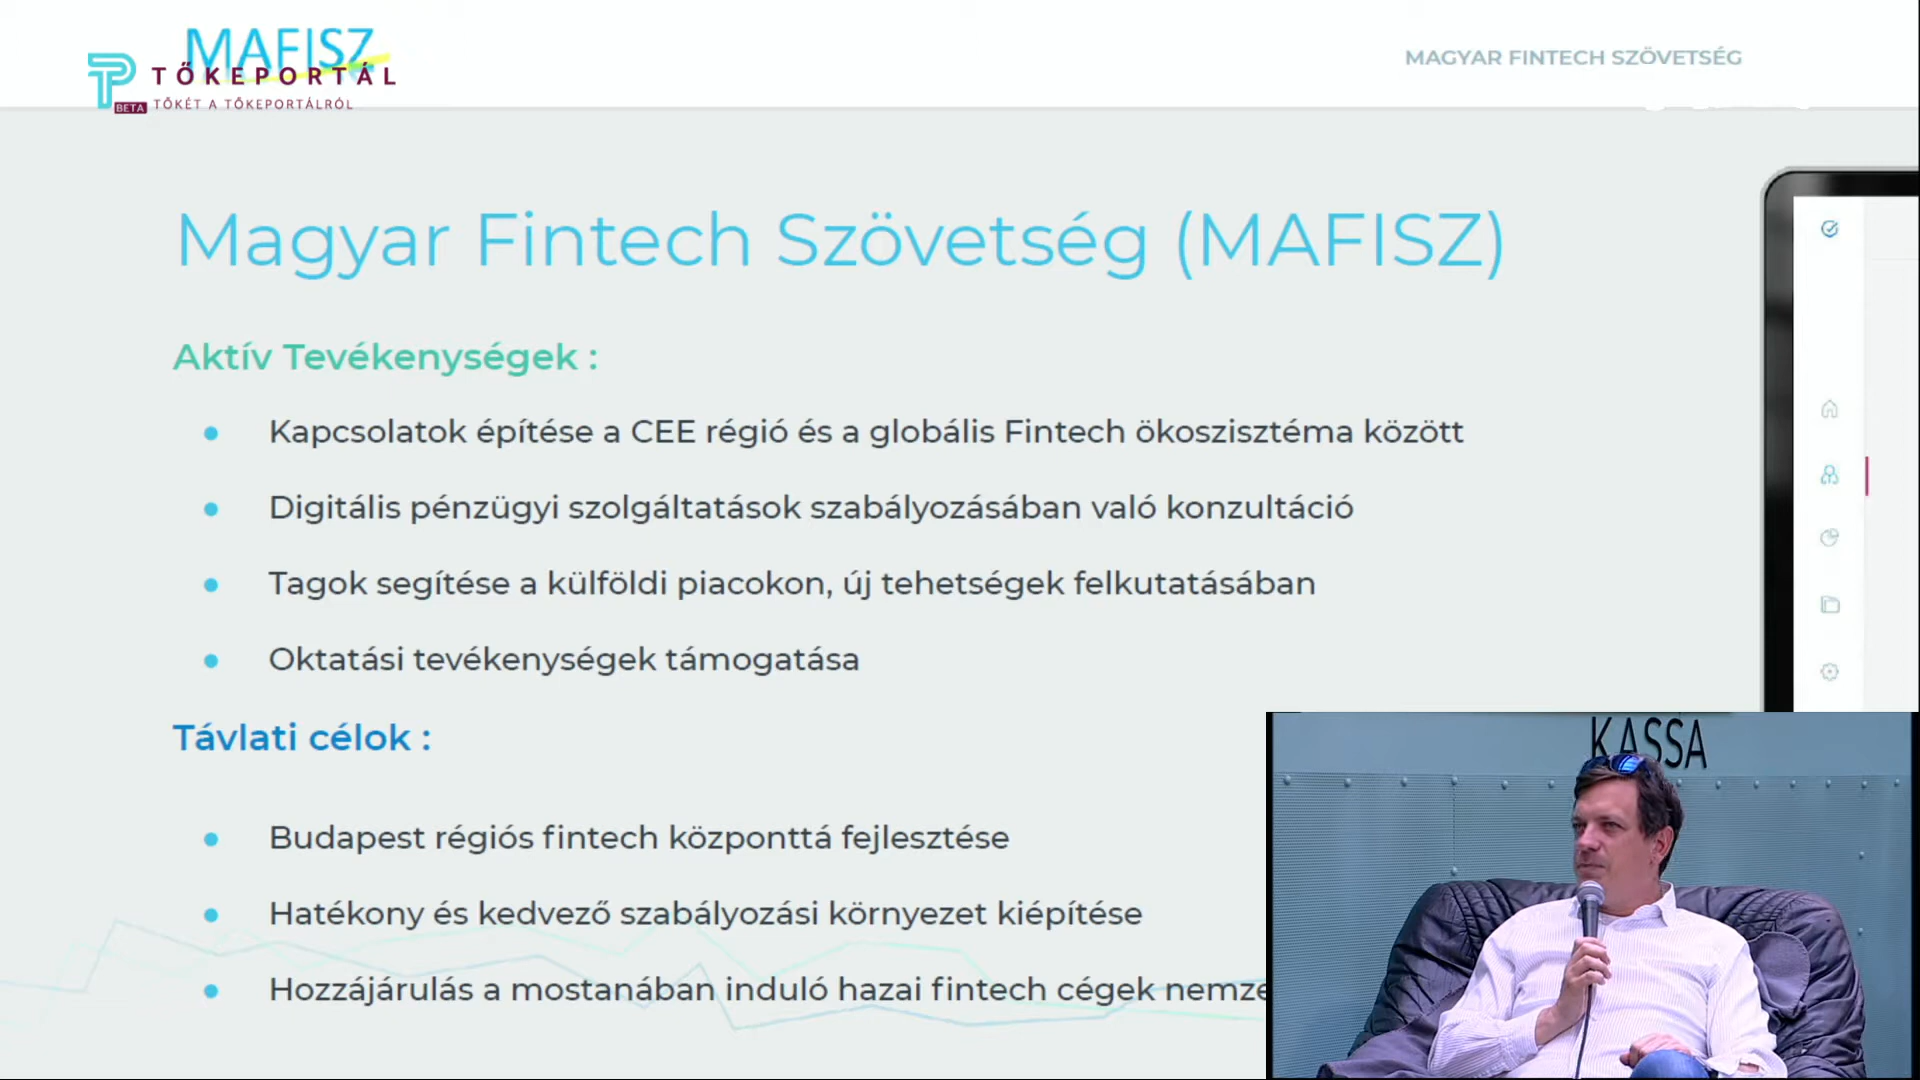 MAFISZ
TŐKEPORTÁL
BETA
TŐKÉT A TŐKEPORTÁLRÓL
MAGYAR FINTECH SZÖVETSÉG
Magyar Fintech Szövetség (MAFISZ)
Aktív Tevékenységek :
Kapcsolatok építése a CEE régió és a globális Fintech ökoszisztéma között
Digitális pénzügyi szolgáltatások szabályozásában való konzultáció
Tagok segítése a külföldi piacokon, új tehetségek felkutatásában
Oktatási tevékenységek támogatása
Távlati célok :
Budapest régiós fintech központtá fejlesztése
Hatékony és kedvező szabályozási környezet kiépítése
Hozzájárulás a mostanában induló hazai fintech cégek nemze
KASSA